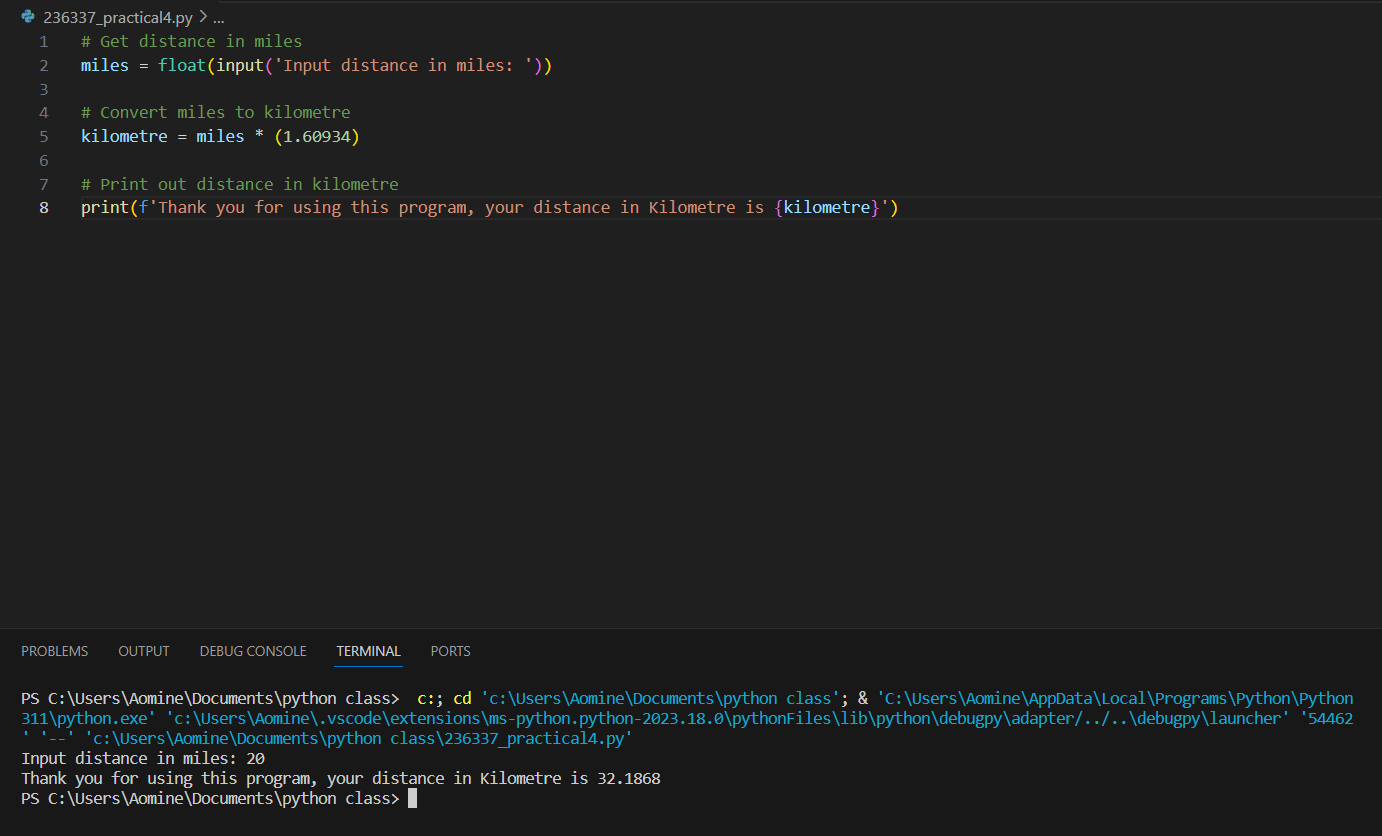 236337_practical4.py > ...
1 # Get distance in miles
2 miles = float(input('Input distance in miles: '))
3
4 # Convert miles to kilometre
5 kilometre = miles * (1.60934)
6
7 # Print out distance in kilometre
8 print(f'Thank you for using this program, your distance in Kilometre is {kilometre}')
PROBLEMS OUTPUT DEBUG CONSOLE TERMINAL PORTS
PS C:\Users\Aomine\Documents\python class>  c:; cd 'c:\Users\Aomine\Documents\python class'; & 'C:\Users\Aomine\AppData\Local\Programs\Python\Python
311\python.exe' 'c:\Users\Aomine\.vscode\extensions\ms-python.python-2023.18.0\pythonFiles\lib\python\debugpy\adapter/../..\debugpy\launcher' '54462
' '--' 'c:\Users\Aomine\Documents\python class\236337_practical4.py'
Input distance in miles: 20
Thank you for using this program, your distance in Kilometre is 32.1868
PS C:\Users\Aomine\Documents\python class>